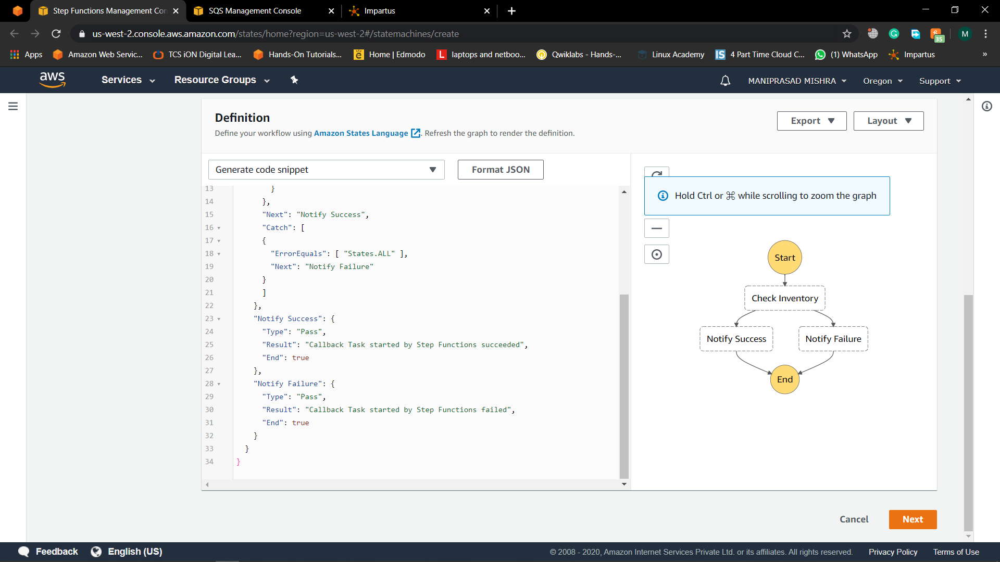 Step Functions Management Con
SQS Management Console
Impartus
us-west-2.console.aws.amazon.com/states/home?region=us-west-2#/statemachines/create
35
M
Apps
Amazon Web Servic...
TCS iON Digital Lea...
Hands-On Tutorials...
Home | Edmodo
laptops and netboo...
Qwiklabs - Hands-...
Linux Academy
4 Part Time Cloud C...
(1) WhatsApp
Impartus
»
aws
Services
Resource Groups
MANIPRASAD MISHRA
Oregon
Support
Definition
Define your workflow using Amazon States Language. Refresh the graph to render the definition.
Export
Layout
Generate code snippet
Format JSON
13 }
14 },
15 "Next": "Notify Success",
16 "Catch": [
17 {
18 "ErrorEquals": [ "States.ALL" ],
19 "Next": "Notify Failure"
20 }
21 ]
22 },
23 "Notify Success": {
24 "Type": "Pass",
25 "Result": "Callback Task started by Step Functions succeeded",
26 "End": true
27 },
28 "Notify Failure": {
29 "Type": "Pass",
30 "Result": "Callback Task started by Step Functions failed",
31 "End": true
32 }
33 }
34 }
Hold Ctrl or ⌘ while scrolling to zoom the graph
Start
Check Inventory
Notify Success
Notify Failure
End
Cancel
Next
Feedback
English (US)
© 2008 - 2020, Amazon Internet Services Private Ltd. or its affiliates. All rights reserved.
Privacy Policy
Terms of Use